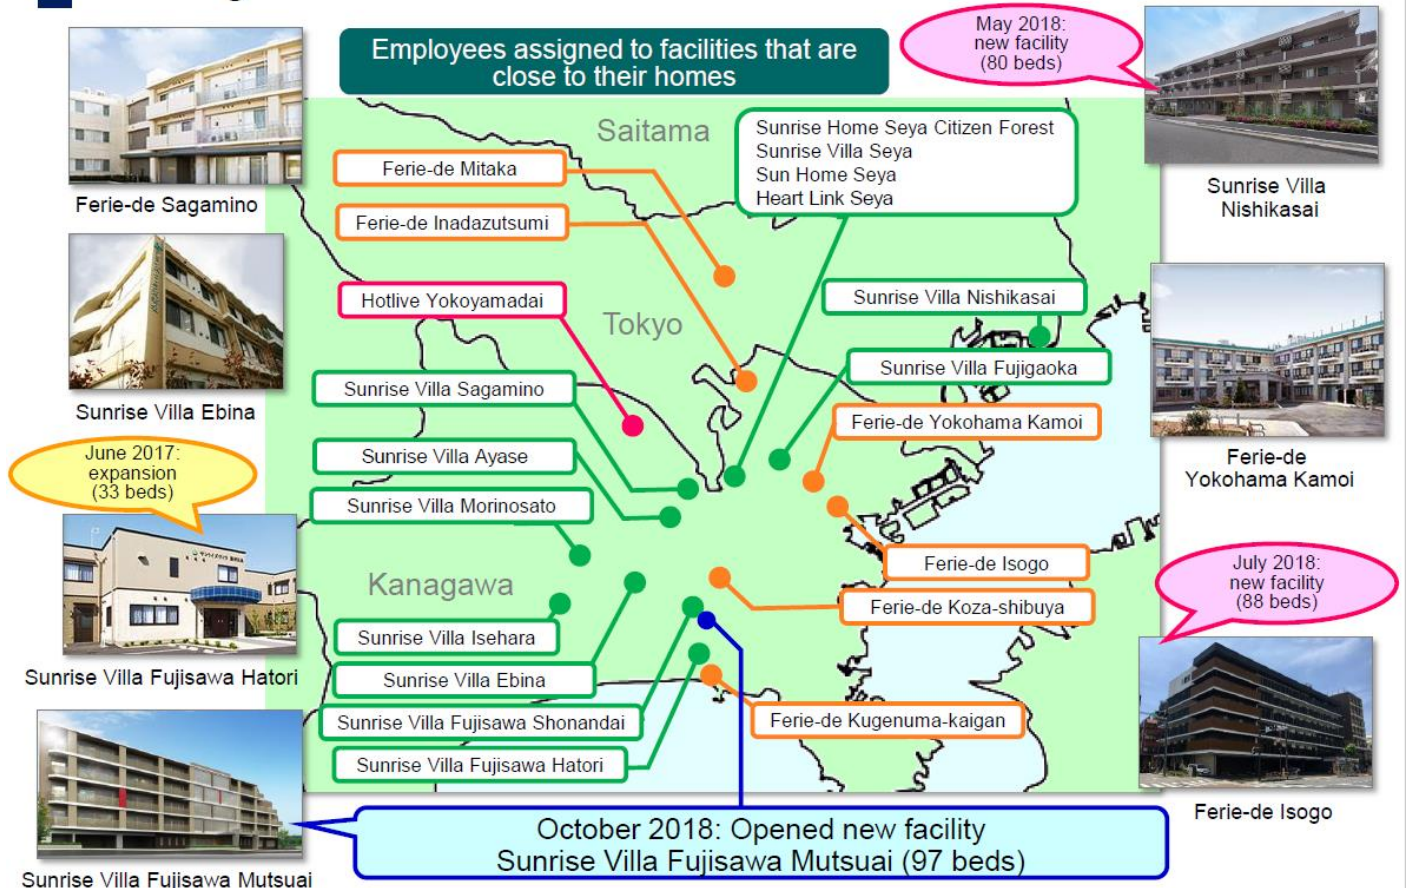 Employees assigned to facilities that are
close to their homes
May 2018:
new facility
(80 beds)
Saitama
Sunrise Home Seya Citizen Forest
Sunrise Villa Seya
Sun Home Seya
Heart Link Seya
Ferie-de Mitaka
Ferie-de Sagamino
Sunrise Villa
Nishikasai
Ferie-de Inadazutsumi
Hotlive Yokoyamadai
Sunrise Villa Nishikasai
Tokyo
Sunrise Villa Fujigaoka
Sunrise Villa Sagamino
Sunrise Villa Ebina
Ferie-de Yokohama Kamoi
June 2017:
expansion
(33 beds)
Sunrise Villa Ayase
Ferie-de
Yokohama Kamoi
Sunrise Villa Morinosato
Ferie-de Isogo
Kanagawa
July 2018:
new facility
(88 beds)
Ferie-de Koza-shibuya
Sunrise Villa Isehara
Sunrise Villa Fujisawa Hatori
Sunrise Villa Ebina
Sunrise Villa Fujisawa Shonandai
Ferie-de Kugenuma-kaigan
Sunrise Villa Fujisawa Hatori
Ferie-de Isogo
October 2018: Opened new facility
Sunrise Villa Fujisawa Mutsuai (97 beds)
Sunrise Villa Fujisawa Mutsuai